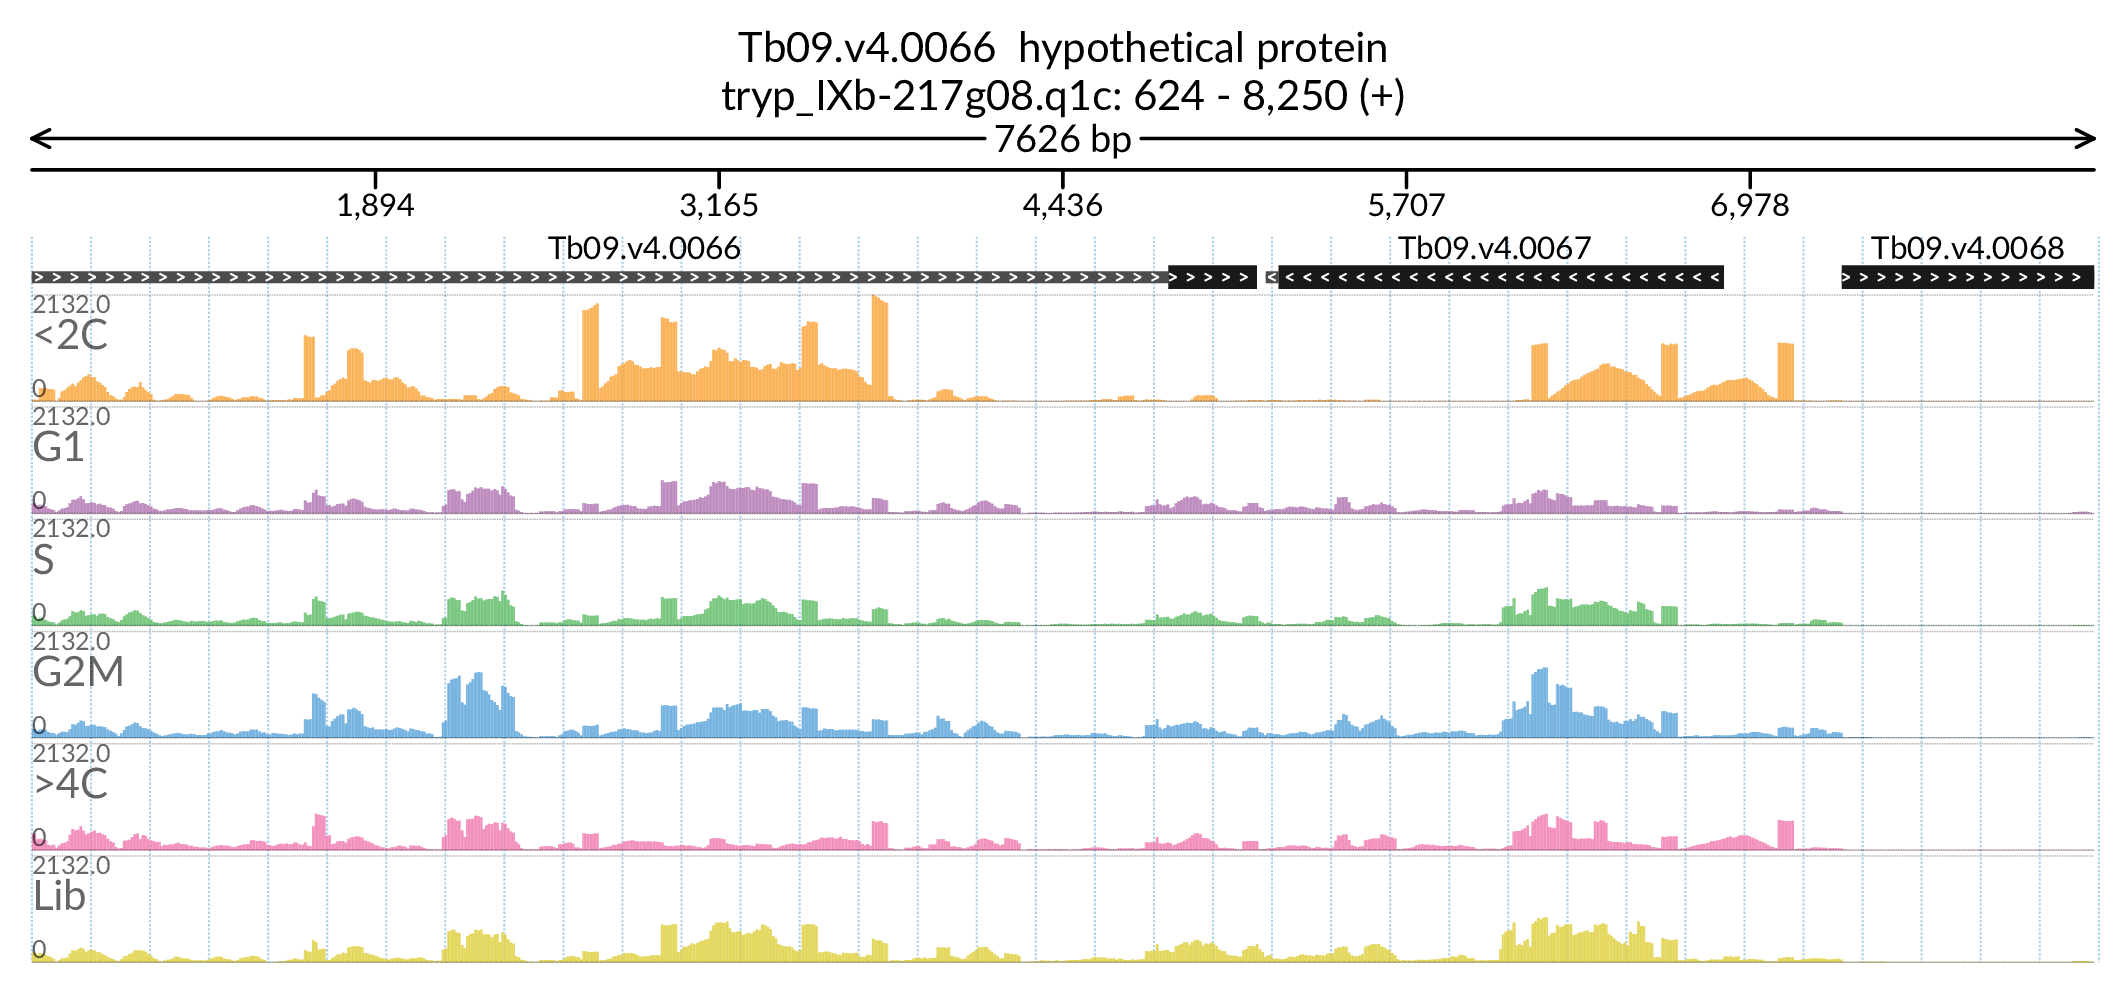 Tb09.v4.0066  hypothetical protein
tryp_IXb-217g08.q1c: 624 - 8,250 (+)
7626 bp
1,894 3,165 4,436 5,707 6,978
Tb09.v4.0066 Tb09.v4.0067 Tb09.v4.0068
2132.0
<2C
0
2132.0
G1
0
2132.0
S
0
2132.0
G2M
0
2132.0
>4C
0
2132.0
Lib
0